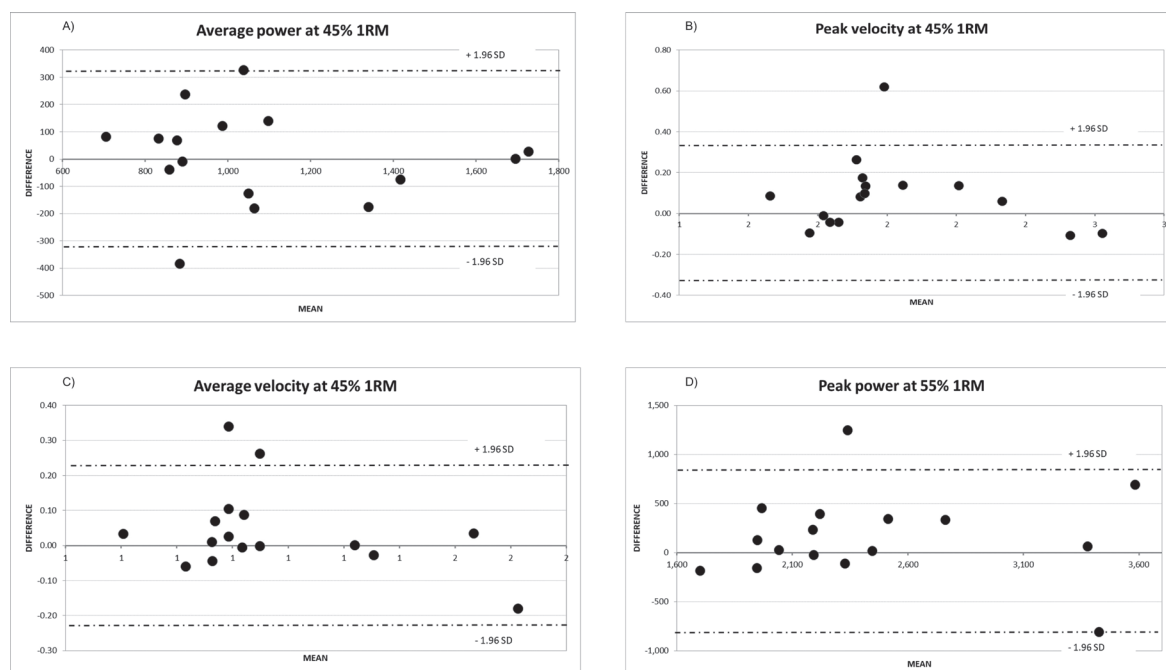 A)
Average power at 45% 1RM
400
+ 1.96 SD
300
200
100
0
600 800 1,000 1,200 1,400 1,600 1,800
-100
-200
-300
- 1.96 SD
-400
-500
DIFFERENCE
MEAN
B)
Peak velocity at 45% 1RM
0.80
0.60
0.40
+ 1.96 SD
0.20
0.00
1 2 2 2 2 2 3 3
-0.20
-0.40
- 1.96 SD
DIFFERENCE
MEAN
C)
Average velocity at 45% 1RM
0.40
0.30
+ 1.96 SD
0.20
0.10
0.00
1 1 1 1 1 1 1 2 2 2
-0.10
-0.20
- 1.96 SD
-0.30
DIFFERENCE
MEAN
D)
Peak power at 55% 1RM
1,500
1,000
+ 1.96 SD
500
0
1,600 2,100 2,600 3,100 3,600
-500
-1,000
- 1.96 SD
DIFFERENCE
MEAN